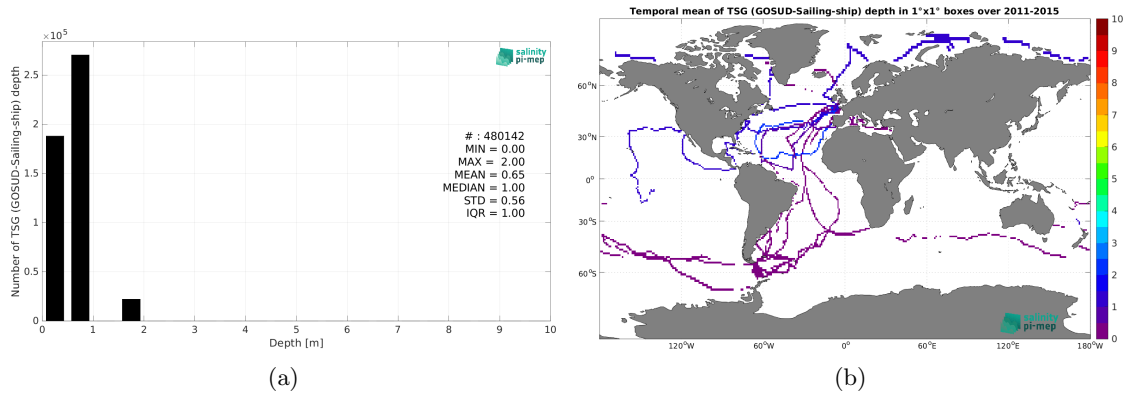 ×10⁵
salinity
pi-mep
Number of TSG (GOSUD-Sailing-ship) depth
2.5
2
1.5
1
0.5
0
# : 480142
MIN = 0.00
MAX = 2.00
MEAN = 0.65
MEDIAN = 1.00
STD = 0.56
IQR = 1.00
0 1 2 3 4 5 6 7 8 9 10
Depth [m]
(a)
Temporal mean of TSG (GOSUD-Sailing-ship) depth in 1°x1° boxes over 2011-2015
60°N
30°N
0°
30°S
60°S
120°W 60°W 0° 60°E 120°E 180°W
salinity
pi-mep
10
9
8
7
6
5
4
3
2
1
0
(b)